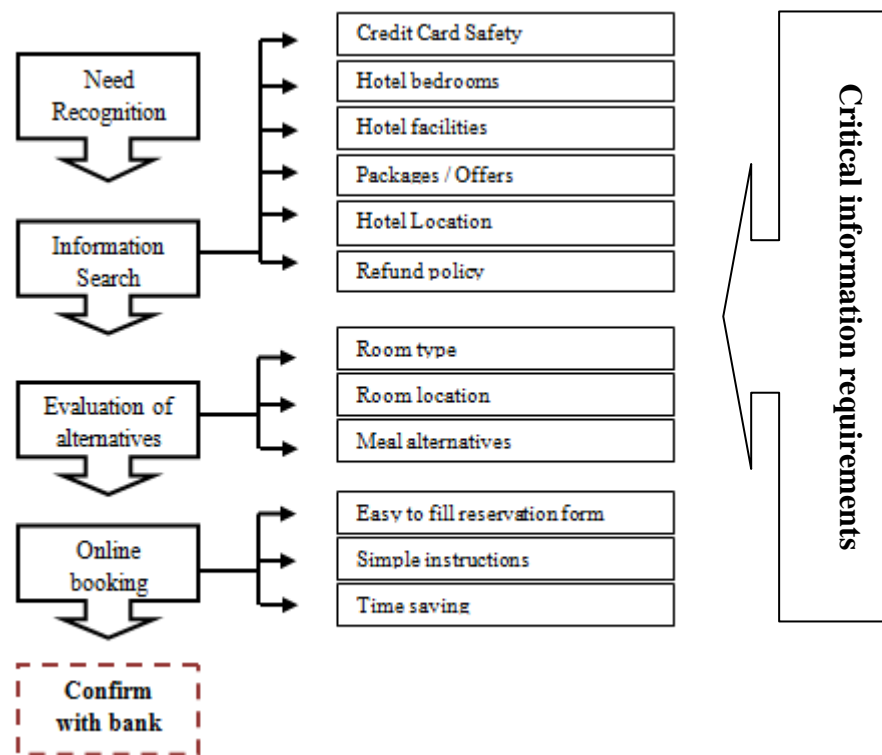 Need
Recognition
Information
Search
Credit Card Safety
Hotel bedrooms
Hotel facilities
Packages / Offers
Hotel Location
Refund policy
Evaluation of
alternatives
Room type
Room location
Meal alternatives
Online
booking
Easy to fill reservation form
Simple instructions
Time saving
Confirm
with bank
Critical information requirements